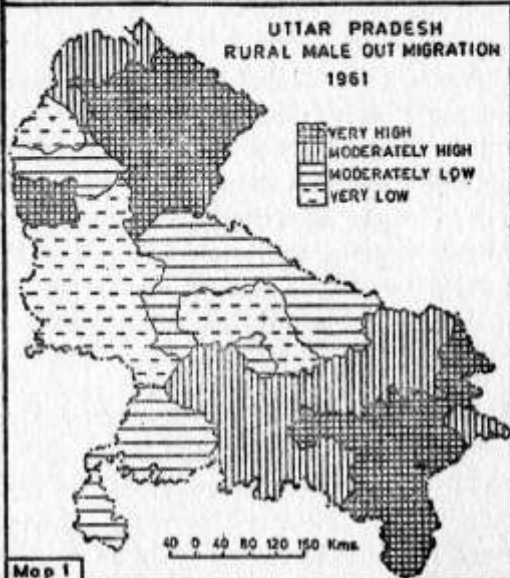 UTTAR PRADESH
RURAL MALE OUT MIGRATION
1961
VERY HIGH
MODERATELY HIGH
MODERATELY LOW
VERY LOW
40 0 40 80 120 150 Kms.
Map 1